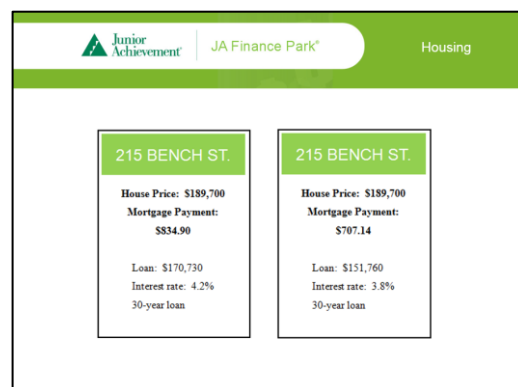 Junior
Achievement®
JA Finance Park®
Housing
215 BENCH ST.
House Price: $189,700
Mortgage Payment:
$834.90
Loan: $170,730
Interest rate: 4.2%
30-year loan
215 BENCH ST.
House Price: $189,700
Mortgage Payment:
$707.14
Loan: $151,760
Interest rate: 3.8%
30-year loan